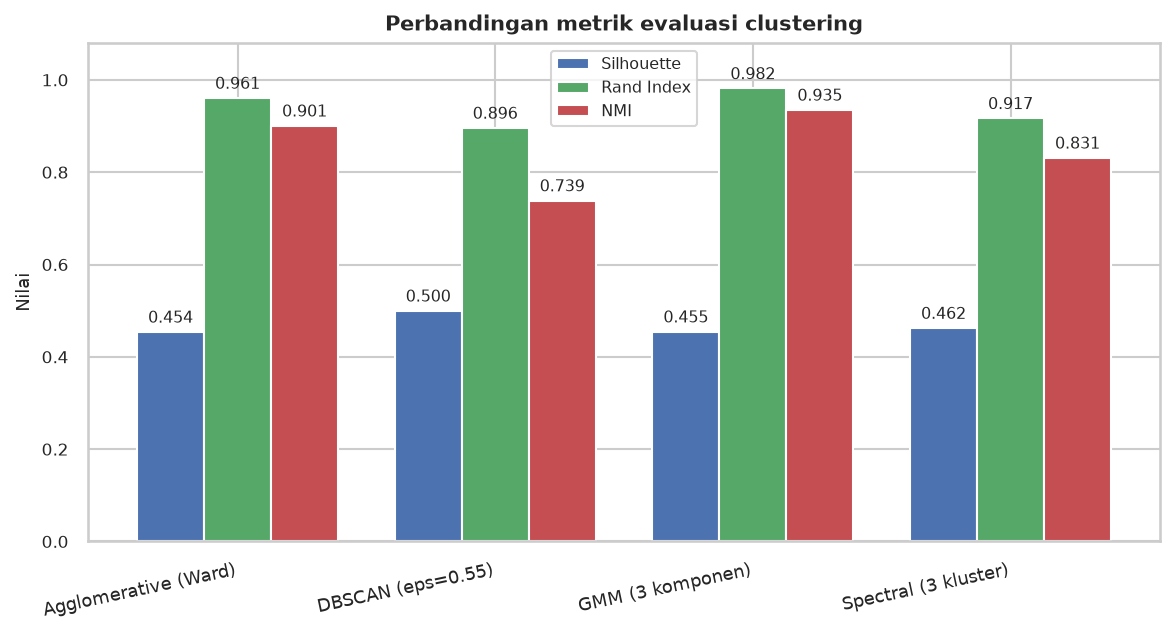 Perbandingan metrik evaluasi clustering
Silhouette
Rand Index
NMI
Nilai
1.0
0.8
0.6
0.4
0.2
0.0
0.454
0.961
0.901
0.500
0.896
0.739
0.455
0.982
0.935
0.462
0.917
0.831
Agglomerative (Ward)
DBSCAN (eps=0.55)
GMM (3 komponen)
Spectral (3 kluster)